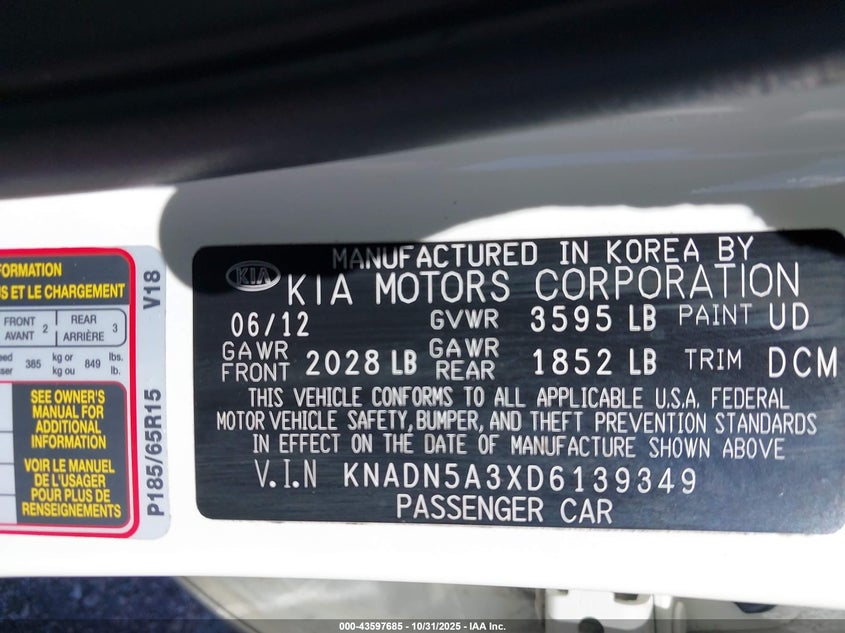 FORMATION
US ET LE CHARGEMENT
FRONT
AVANT 2
REAR
ARRIÈRE 3
385 kg or
kg ou 849 lbs.
lb.
SEE OWNER'S
MANUAL FOR
ADDITIONAL
INFORMATION
VOIR LE MANUEL
DE L'USAGER
POUR PLUS DE
RENSEIGNEMENTS
P185/65R15 V18
KIA
MANUFACTURED IN KOREA BY
KIA MOTORS CORPORATION
06/12 GVWR 3595 LB PAINT UD
GAWR
FRONT 2028 LB GAWR
REAR 1852 LB TRIM DCM
THIS VEHICLE CONFORMS TO ALL APPLICABLE U.S.A. FEDERAL
MOTOR VEHICLE SAFETY, BUMPER, AND THEFT PREVENTION STANDARDS
IN EFFECT ON THE DATE OF MANUFACTURE SHOWN ABOVE
V.I.N KNADN5A3XD6139349
PASSENGER CAR
000-43597685 - 10/31/2025 - IAA Inc.